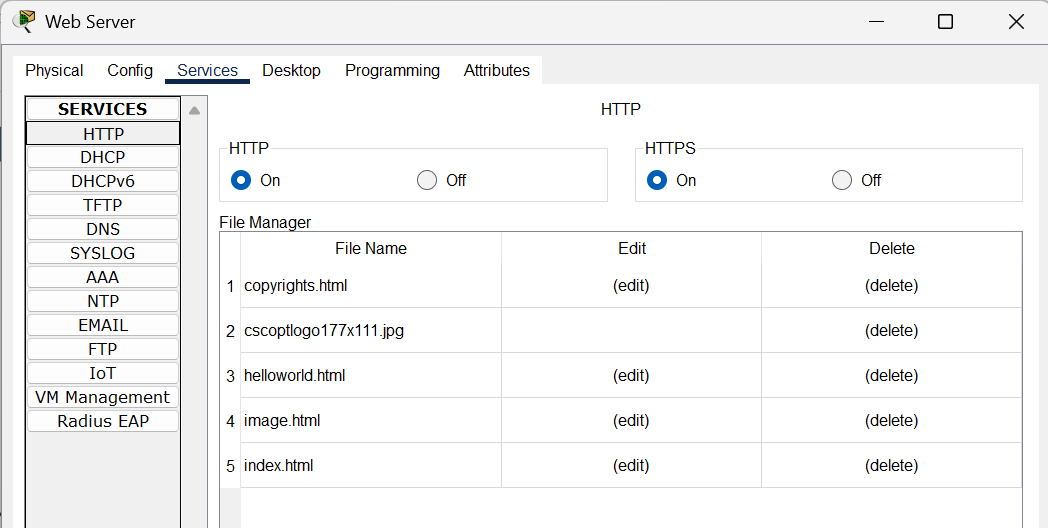 Web Server
Physical Config Services Desktop Programming Attributes
SERVICES
HTTP
DHCP
DHCPv6
TFTP
DNS
SYSLOG
AAA
NTP
EMAIL
FTP
IoT
VM Management
Radius EAP
HTTP
HTTP
On Off
HTTPS
On Off
File Manager
File Name Edit Delete
1 copyrights.html (edit) (delete)
2 cscoptlogo177x111.jpg (delete)
3 helloworld.html (edit) (delete)
4 image.html (edit) (delete)
5 index.html (edit) (delete)